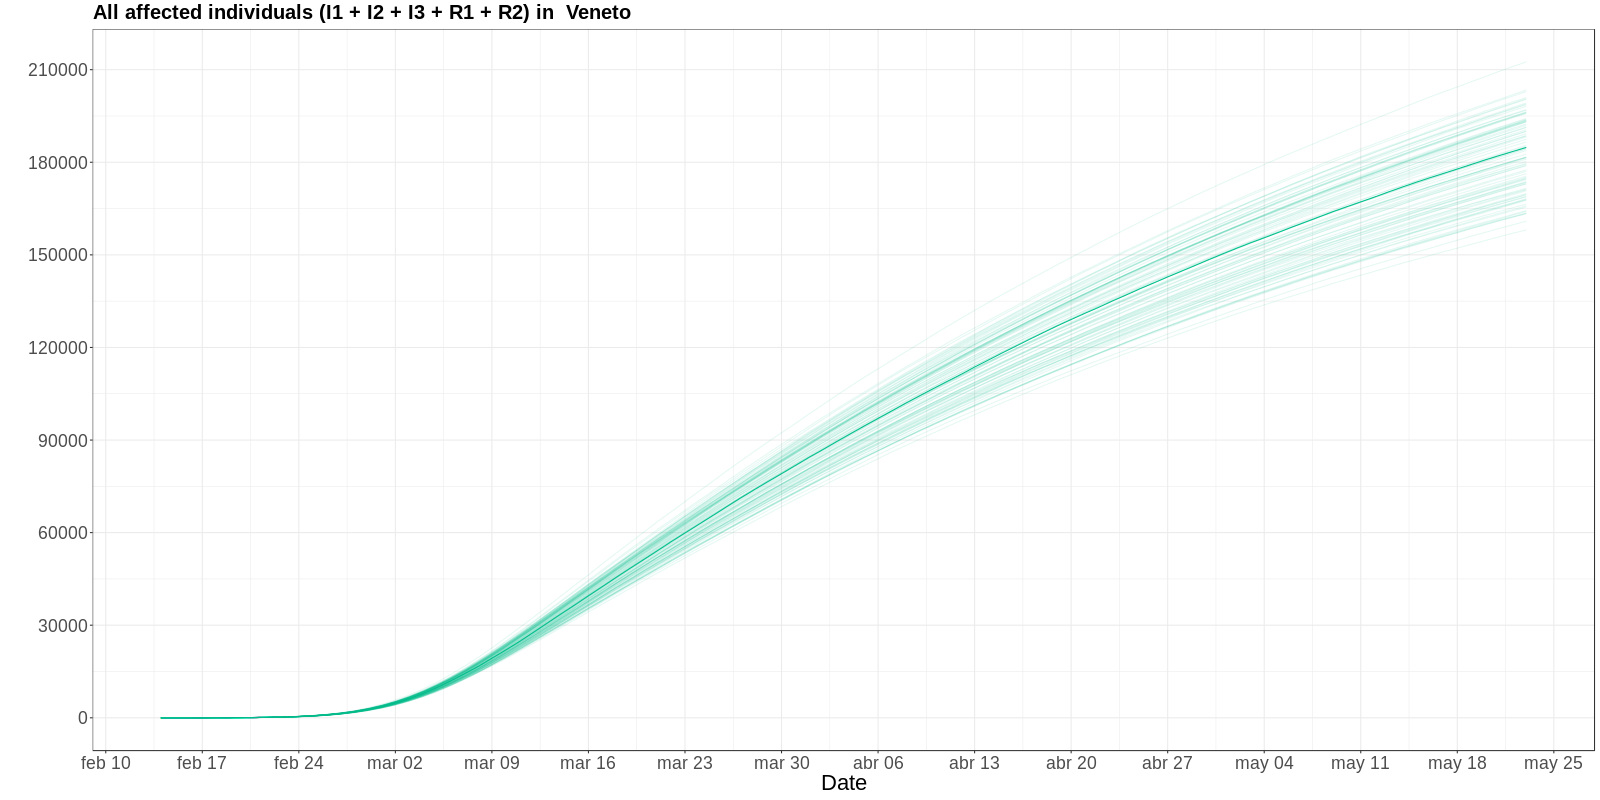 All affected individuals (I1 + I2 + I3 + R1 + R2) in  Veneto
210000
180000
150000
120000
90000
60000
30000
0
feb 10 feb 17 feb 24 mar 02 mar 09 mar 16 mar 23 mar 30 abr 06 abr 13 abr 20 abr 27 may 04 may 11 may 18 may 25
Date